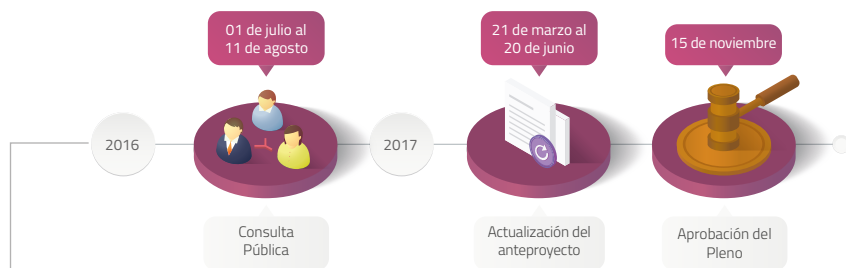 01 de julio al
11 de agosto
21 de marzo al
20 de junio
15 de noviembre
2016
2017
Consulta
Pública
Actualización del
anteproyecto
Aprobación del
Pleno